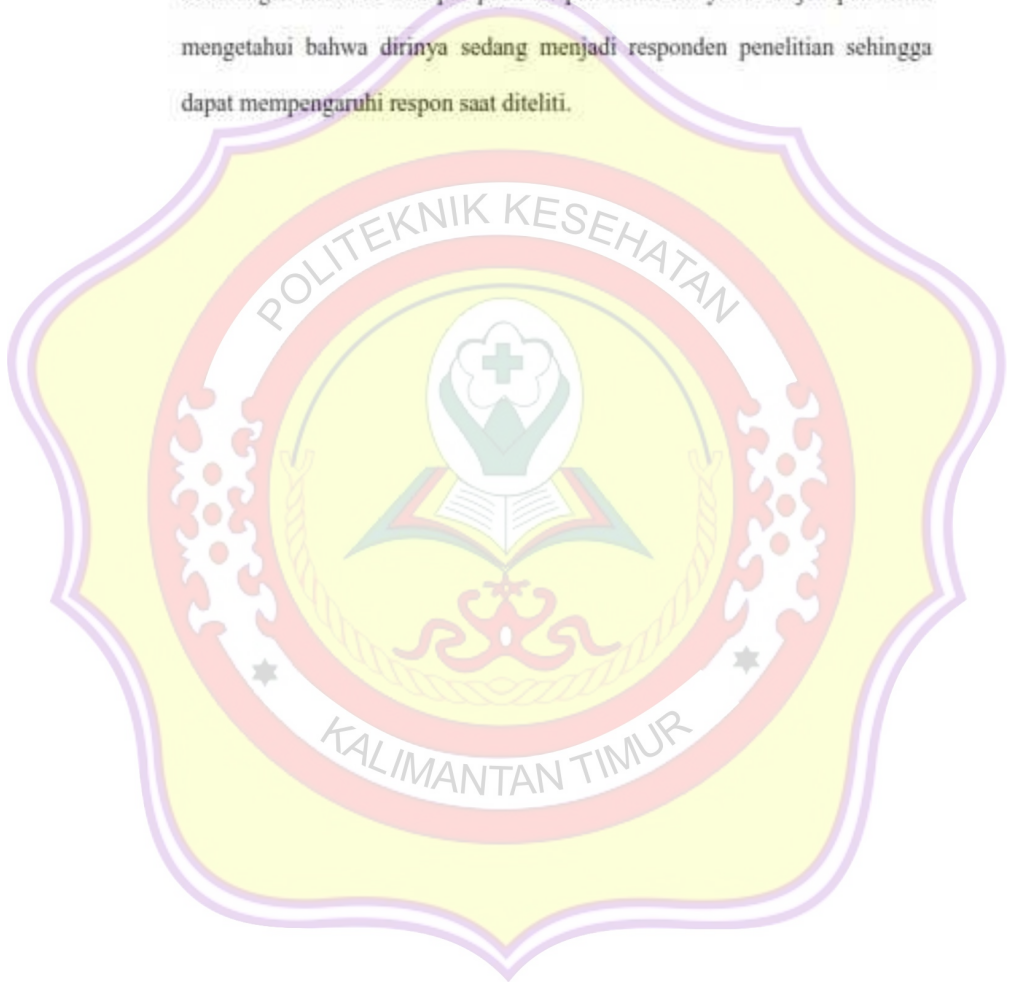 mengetahui bahwa dirinya sedang menjadi responden penelitian sehingga
dapat mempengaruhi respon saat diteliti.
POLITEKNIK KESEHATAN
KALIMANTAN TIMUR